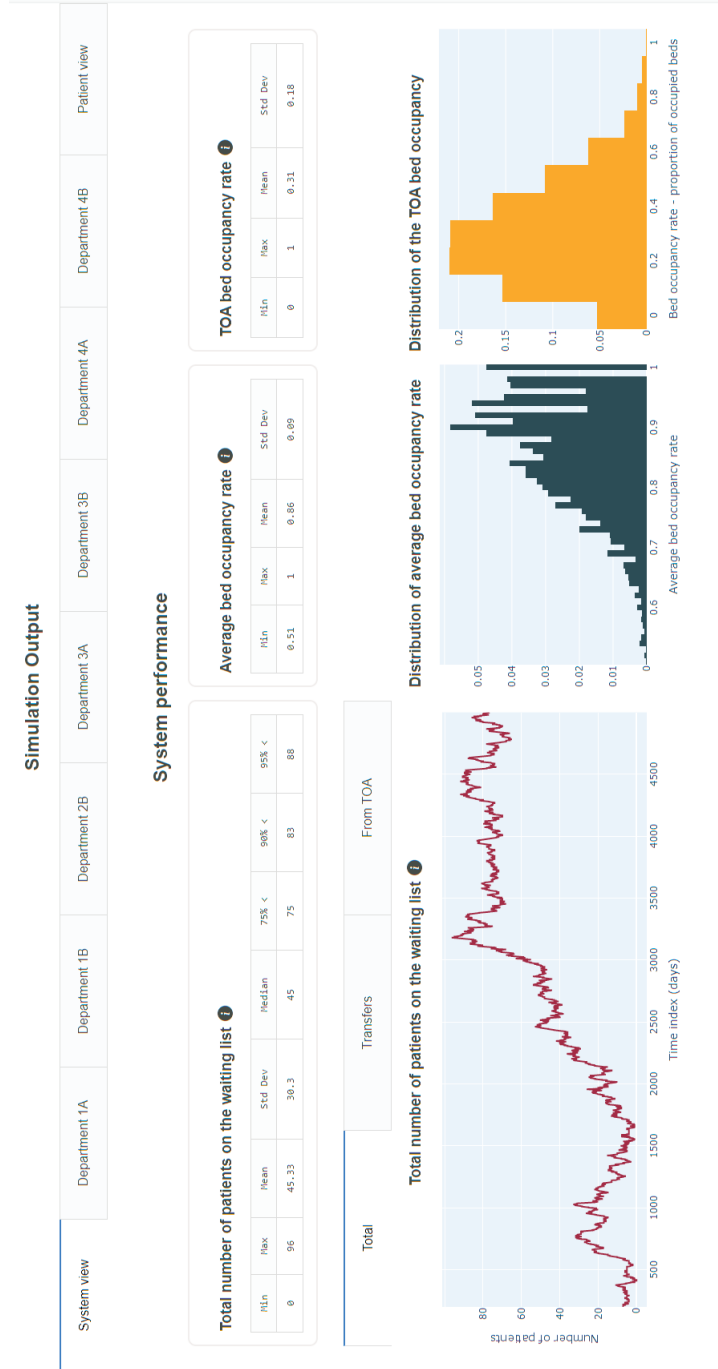 Simulation Output
System view
Department 1A
Department 1B
Department 2B
Department 3A
Department 3B
Department 4A
Department 4B
Patient view
System performance
Total number of patients on the waiting list i
Min Max Mean Std Dev Median 75% < 90% < 95% <
0 96 45.33 30.3 45 75 83 88
Average bed occupancy rate i
Min Max Mean Std Dev
0.51 1 0.86 0.09
TOA bed occupancy rate i
Min Max Mean Std Dev
0 1 0.31 0.18
Total
Transfers
From TOA
Total number of patients on the waiting list i
Number of patients
80
60
40
20
0
500 1000 1500 2000 2500 3000 3500 4000 4500
Time index (days)
Distribution of average bed occupancy rate
0.05
0.04
0.03
0.02
0.01
0
0.6 0.7 0.8 0.9 1
Average bed occupancy rate
Distribution of the TOA bed occupancy
0.2
0.15
0.1
0.05
0
0 0.2 0.4 0.6 0.8 1
Bed occupancy rate - proportion of occupied beds